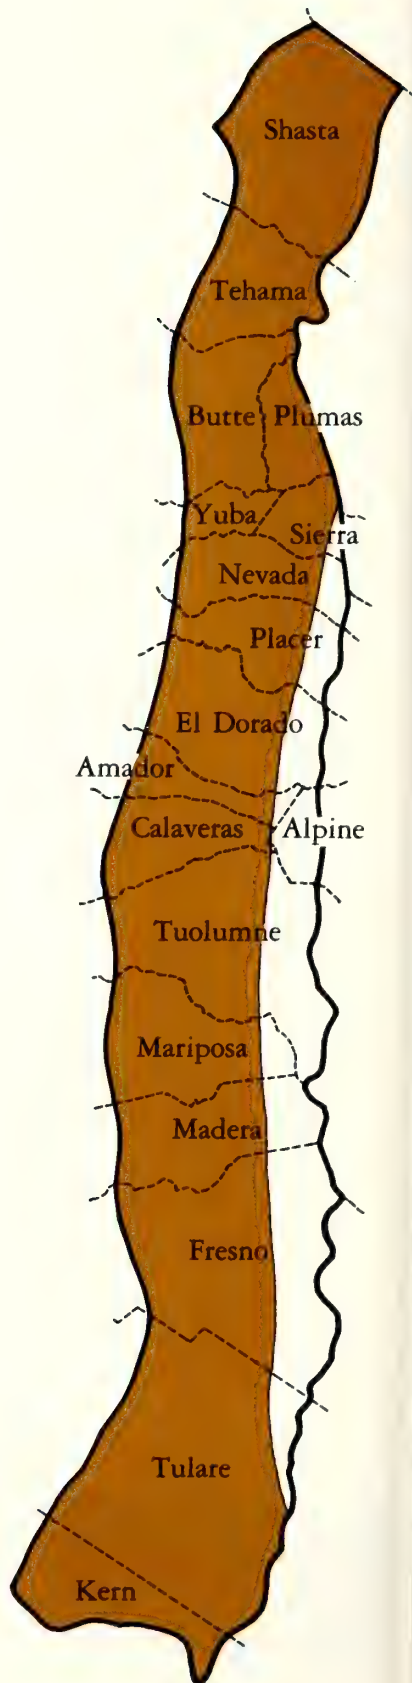 Shasta
Tehama
Butte
Plumas
Yuba
Sierra
Nevada
Placer
El Dorado
Amador
Calaveras
Alpine
Tuolumne
Mariposa
Madera
Fresno
Tulare
Kern